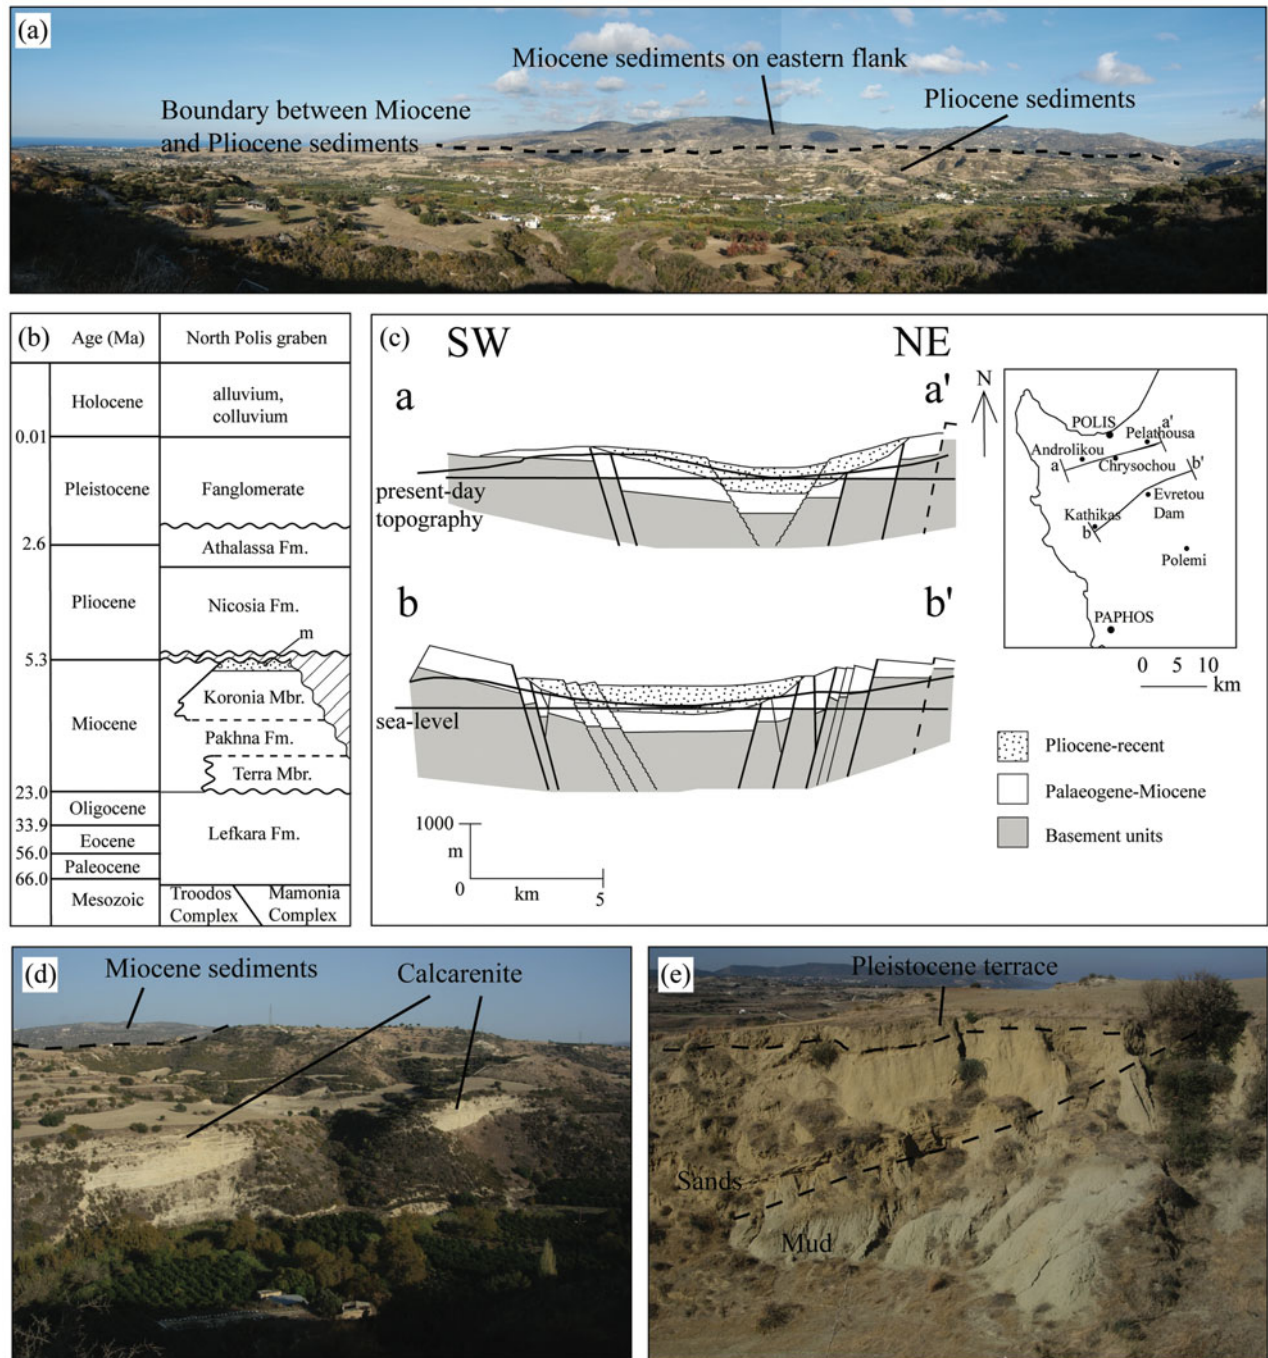 (a)
Miocene sediments on eastern flank
Pliocene sediments
Boundary between Miocene
and Pliocene sediments
(b)
Age (Ma)
North Polis graben
Holocene
alluvium,
colluvium
0.01
Pleistocene
Fanglomerate
2.6
Athalassa Fm.
Pliocene
Nicosia Fm.
m
5.3
Koronia Mbr.
Miocene
Pakhna Fm.
Terra Mbr.
23.0
Oligocene
33.9
Lefkara Fm.
Eocene
56.0
Paleocene
66.0
Mesozoic
Troodos
Complex
Mamonia
Complex
(c)
SW
NE
a
a'
present-day
topography
b
b'
sea-level
1000
m
0
km
5
N
POLIS
Pelathousa
a'
Androlikou
a
Chrysochou
b'
Evretou
Dam
Kathikas
b
Polemi
PAPHOS
0 5 10
km
Pliocene-recent
Palaeogene-Miocene
Basement units
(d)
Miocene sediments
Calcarenite
(e)
Pleistocene terrace
Sands
Mud